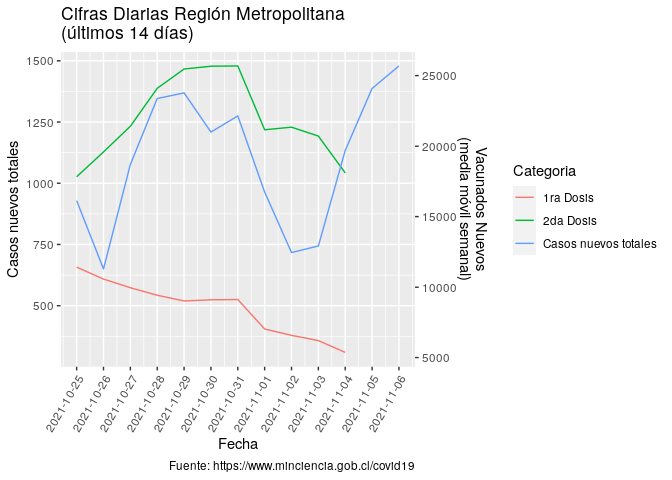 Cifras Diarias Región Metropolitana
(últimos 14 días)
1500
1250
1000
750
500
Casos nuevos totales
25000
20000
15000
10000
5000
Vacunados Nuevos
(media móvil semanal)
2021-10-25
2021-10-26
2021-10-27
2021-10-28
2021-10-29
2021-10-30
2021-10-31
2021-11-01
2021-11-02
2021-11-03
2021-11-04
2021-11-05
2021-11-06
Fecha
Categoria
1ra Dosis
2da Dosis
Casos nuevos totales
Fuente: https://www.minciencia.gob.cl/covid19